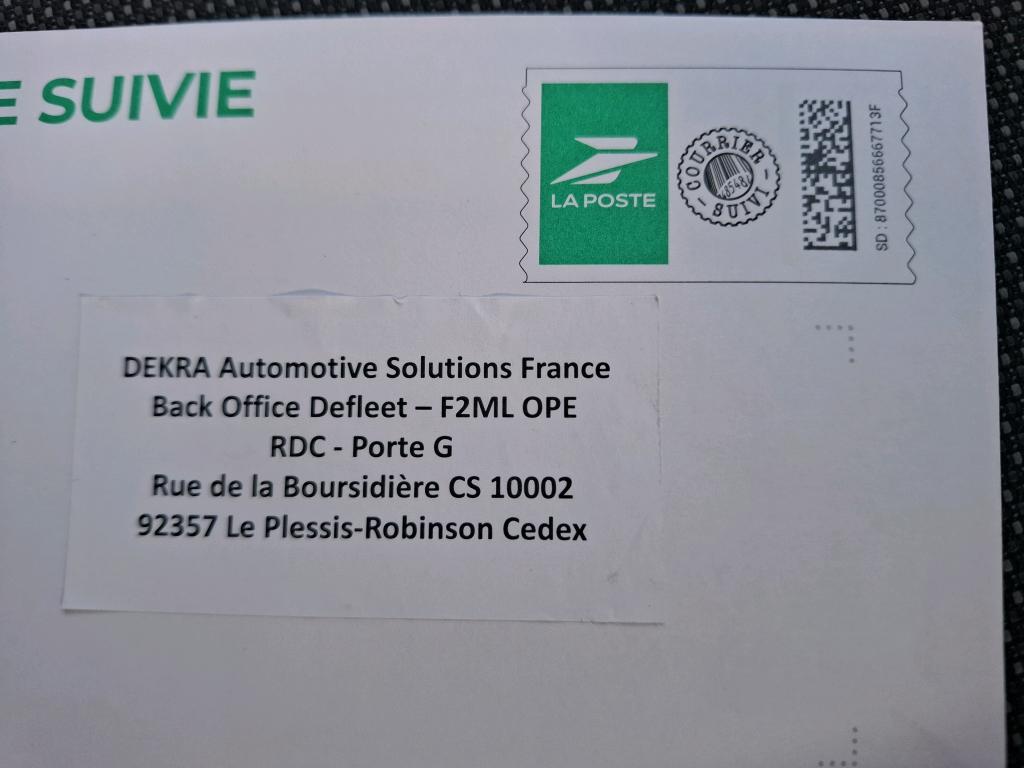 E SUIVIE
LA POSTE
COURRIER
SUIVI
SD : 87000856667713F
DEKRA Automotive Solutions France
Back Office Defleet – F2ML OPE
RDC - Porte G
Rue de la Boursidière CS 10002
92357 Le Plessis-Robinson Cedex